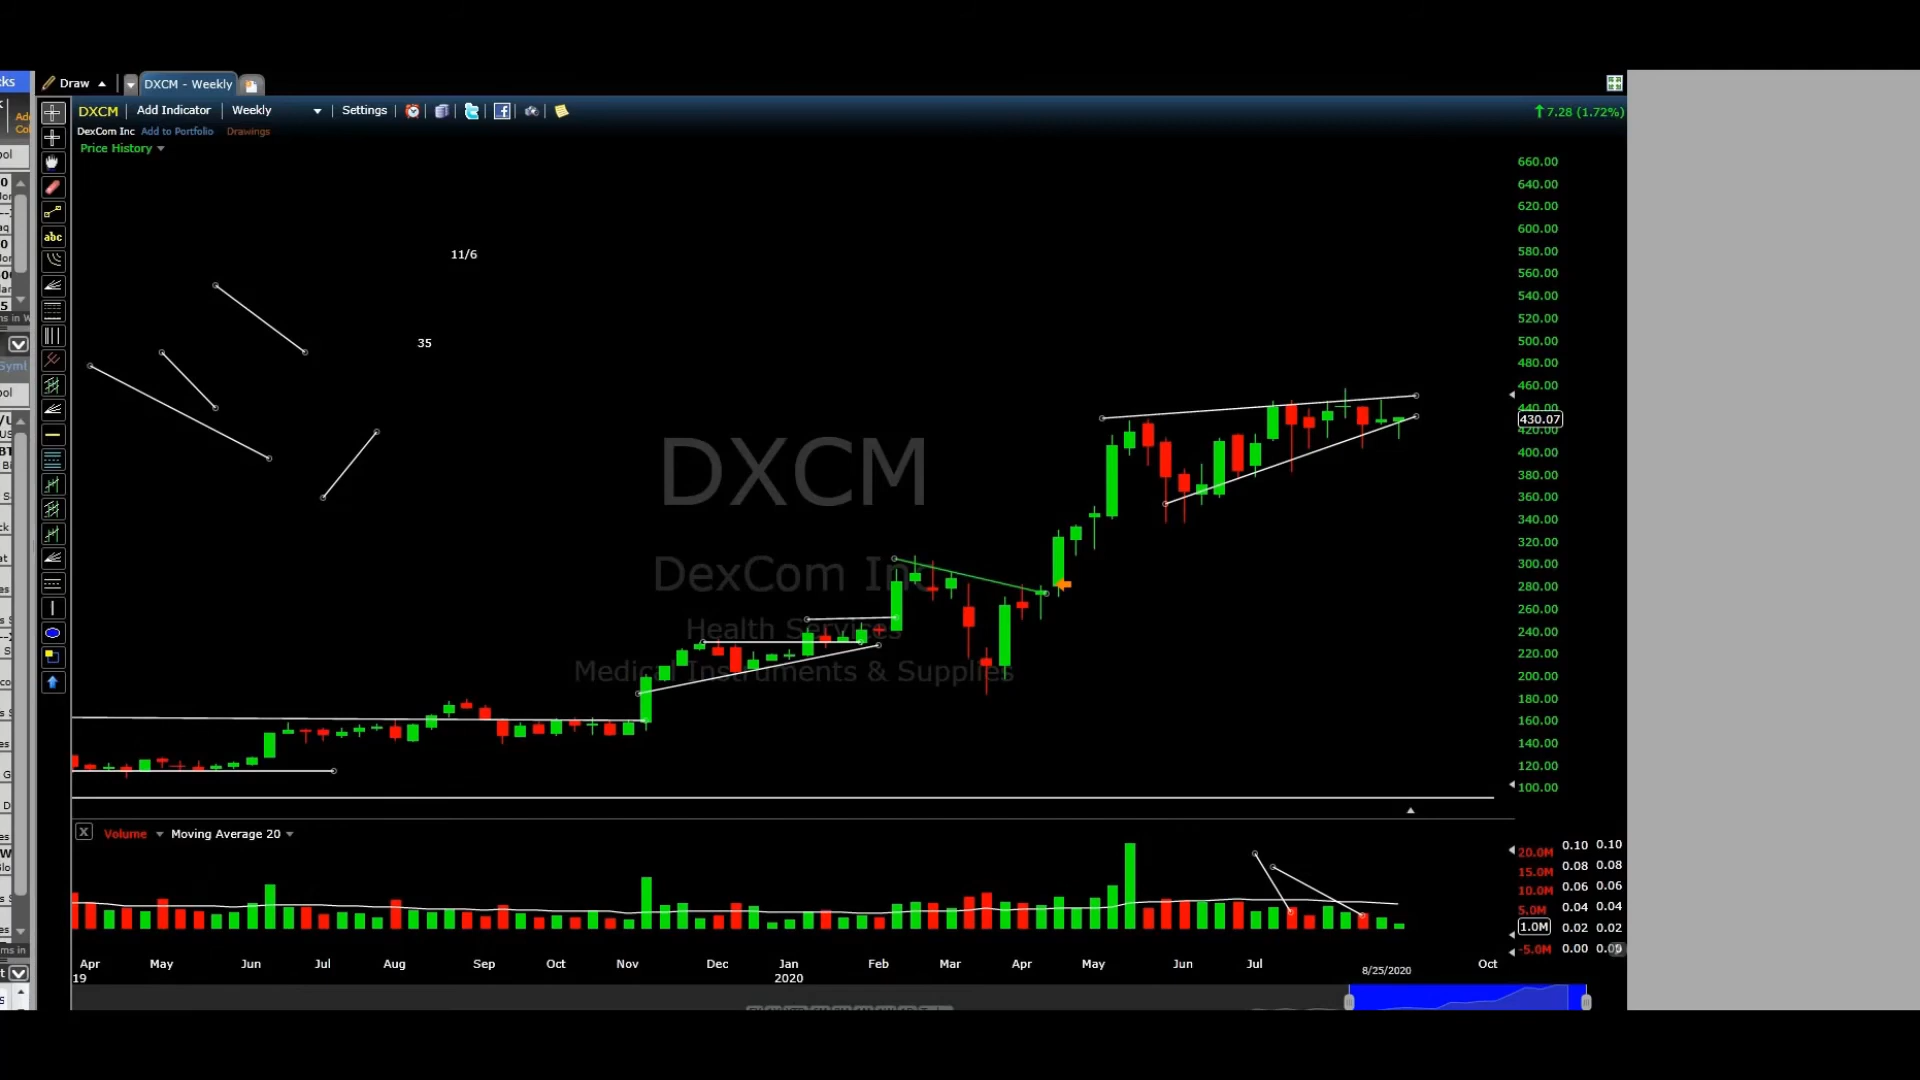 Draw
DXCM - Weekly
DXCM Add Indicator Weekly Settings
7.28 (1.72%)
DexCom Inc Add to Portfolio Drawings
Price History
11/6
35
DXCM
DexCom Inc
Health Services
Medical Instruments & Supplies
660.00
640.00
620.00
600.00
580.00
560.00
540.00
520.00
500.00
480.00
460.00
440.00
430.07
420.00
400.00
380.00
360.00
340.00
320.00
300.00
280.00
260.00
240.00
220.00
200.00
180.00
160.00
140.00
120.00
100.00
abc
Volume Moving Average 20
20.0M 0.10 0.10
15.0M 0.08 0.08
10.0M 0.06 0.06
5.0M 0.04 0.04
1.0M 0.02 0.02
-5.0M 0.00
Apr May Jun Jul Aug Sep Oct Nov Dec Jan Feb Mar Apr May Jun Jul 8/25/2020 Oct
19 2020